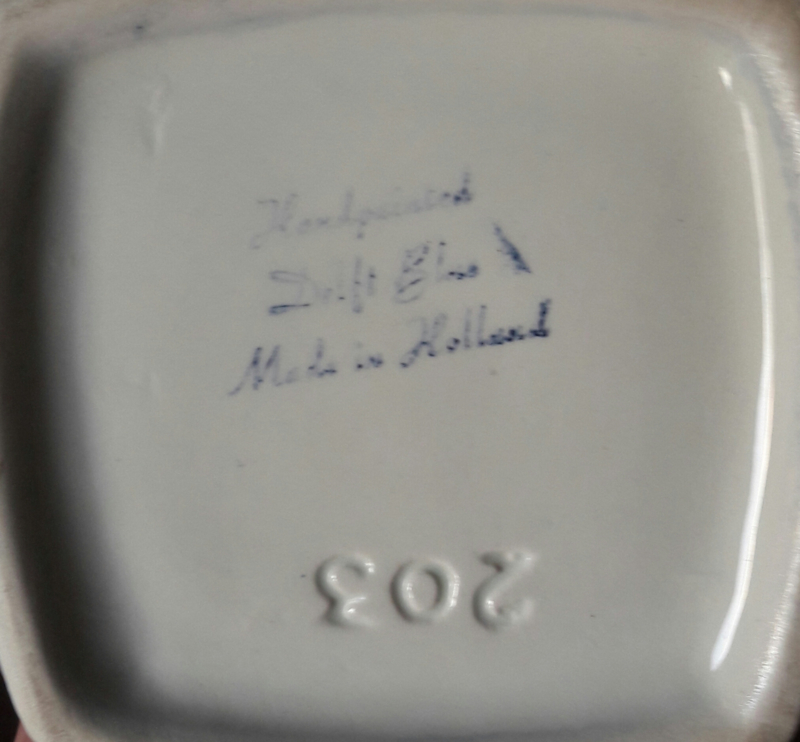 Handpainted
Delft Blue
Made in Holland
203